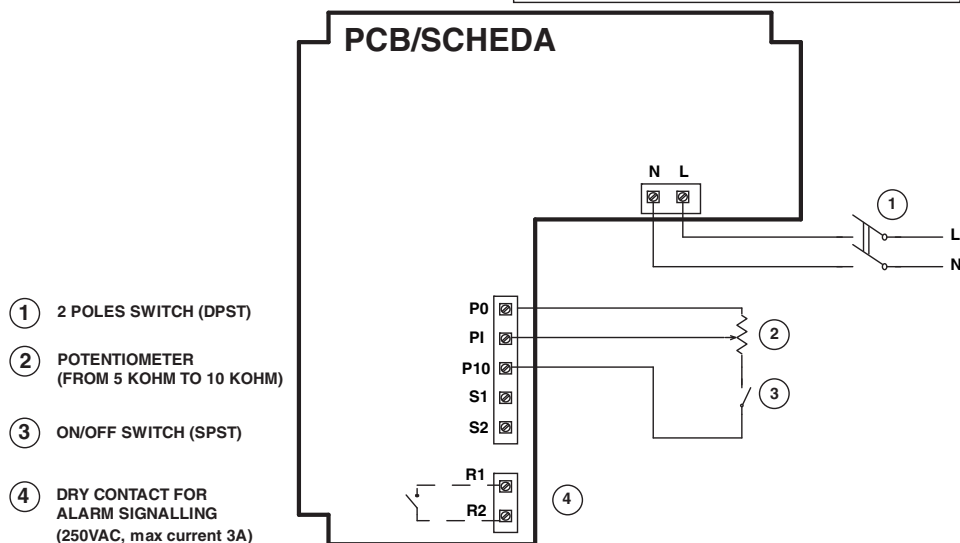 PCB/SCHEDA
N L
1
L
N
1 2 POLES SWITCH (DPST)
2 POTENTIOMETER
(FROM 5 KOHM TO 10 KOHM)
3 ON/OFF SWITCH (SPST)
4 DRY CONTACT FOR
ALARM SIGNALLING
(250VAC, max current 3A)
P0
PI
P10
S1
S2
2
3
R1
R2
4